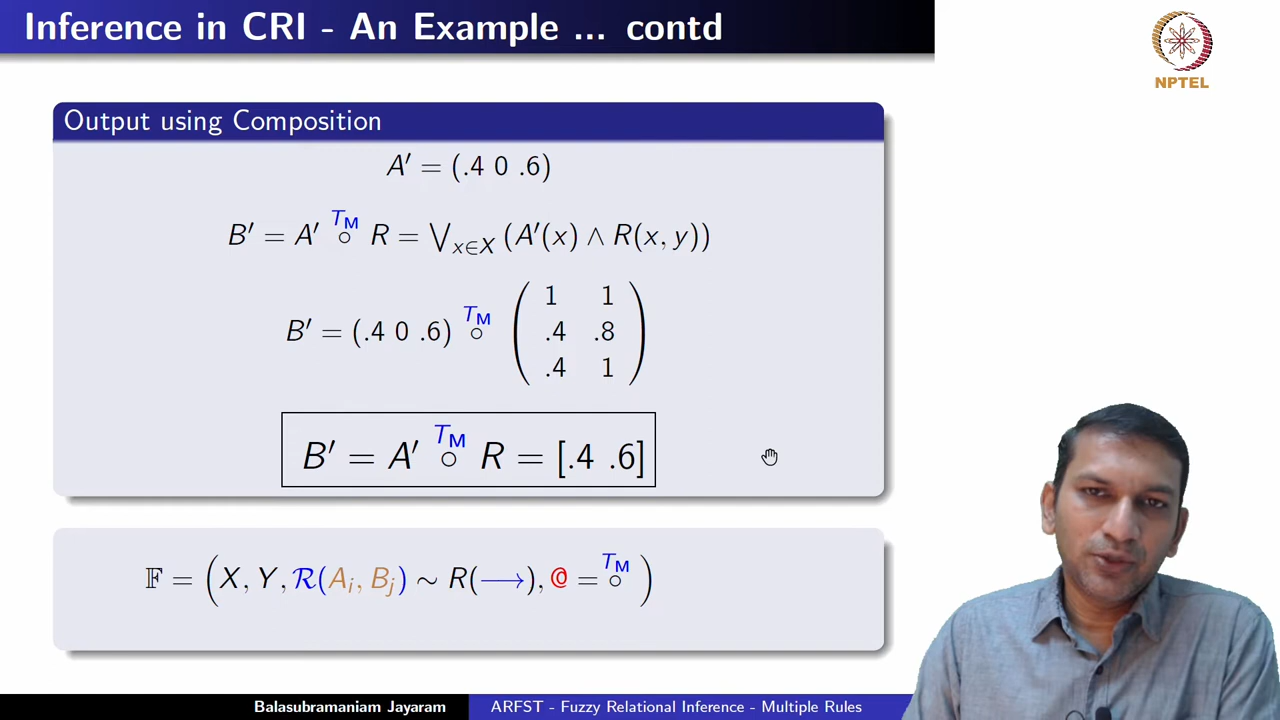 Inference in CRI - An Example ... contd
NPTEL
Output using Composition
A′ = (.4 0 .6)
B′ = A′ T_M ∘ R = ⋁_{x∈X} (A′(x) ∧ R(x, y))
B′ = (.4 0 .6) T_M ∘ ( 1 1
.4 .8
.4 1 )
B′ = A′ T_M ∘ R = [.4 .6]
𝔽 = (X, Y, ℛ(A_i, B_j) ∼ R(⟶), @ = T_M ∘)
Balasubramaniam Jayaram
ARFST - Fuzzy Relational Inference - Multiple Rules